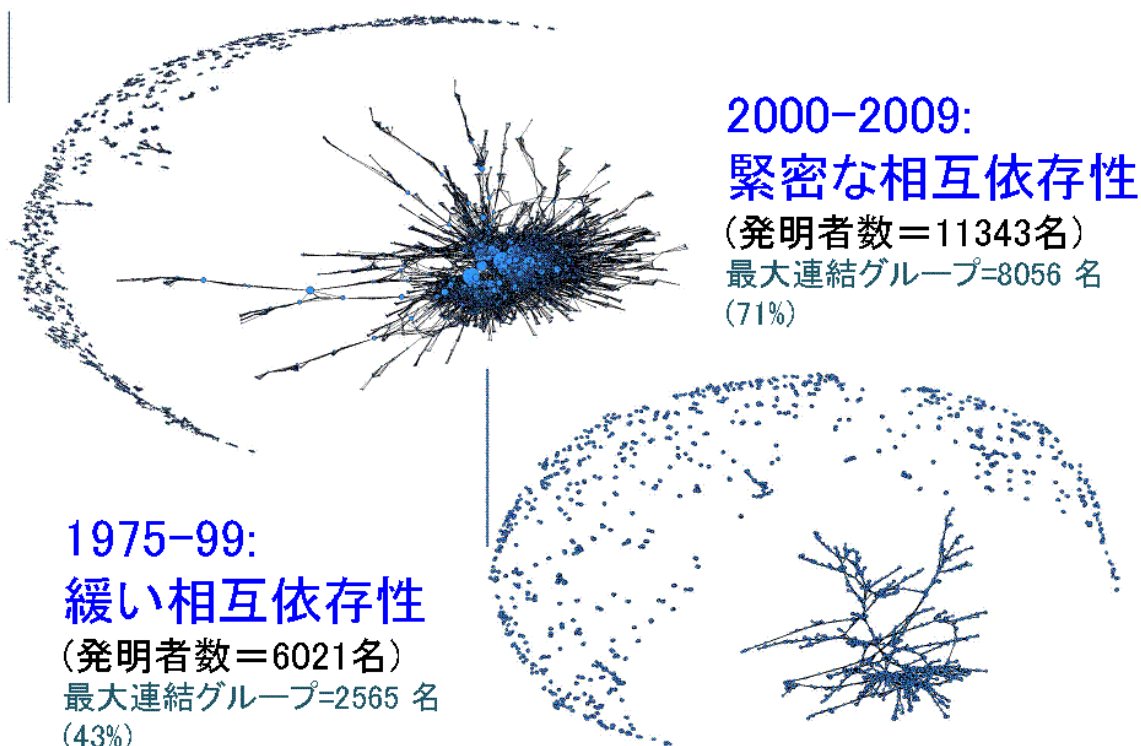 2000-2009:
緊密な相互依存性
(発明者数＝11343名)
最大連結グループ=8056 名
(71%)
1975-99:
緩い相互依存性
(発明者数＝6021名)
最大連結グループ=2565 名
(43%)